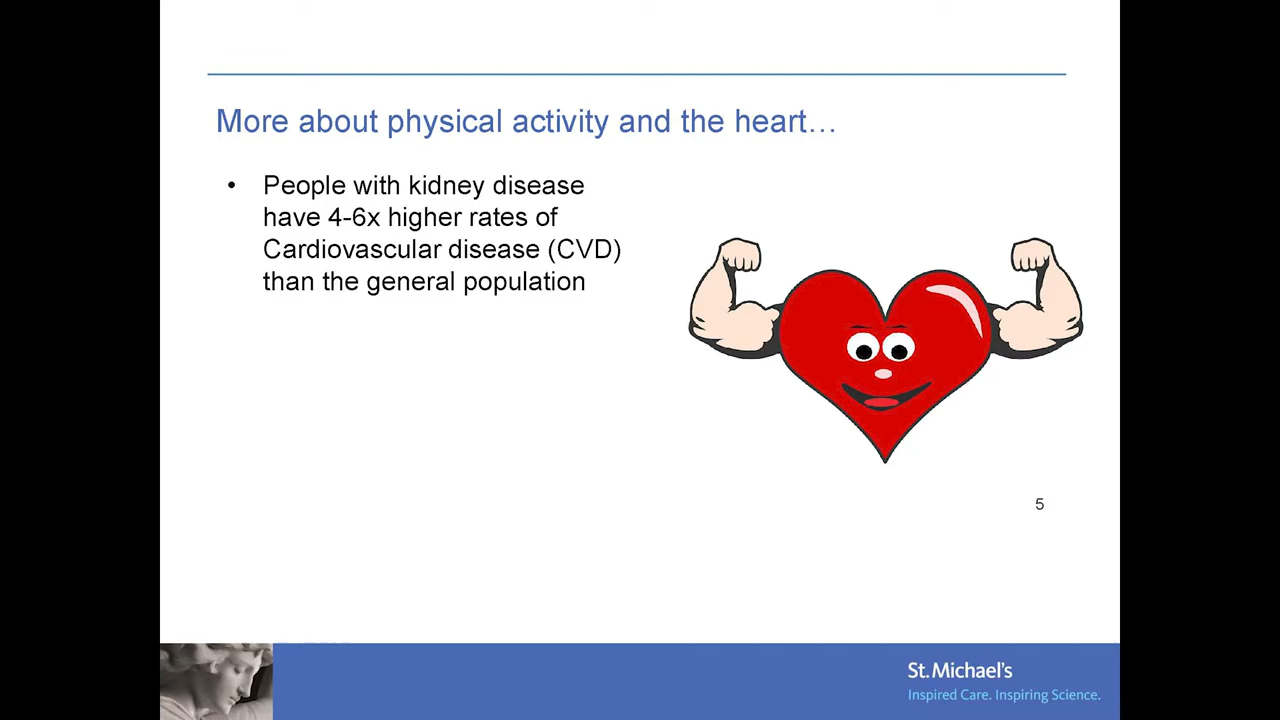 More about physical activity and the heart…
• People with kidney disease
have 4-6x higher rates of
Cardiovascular disease (CVD)
than the general population
5
St. Michael's
Inspired Care. Inspiring Science.